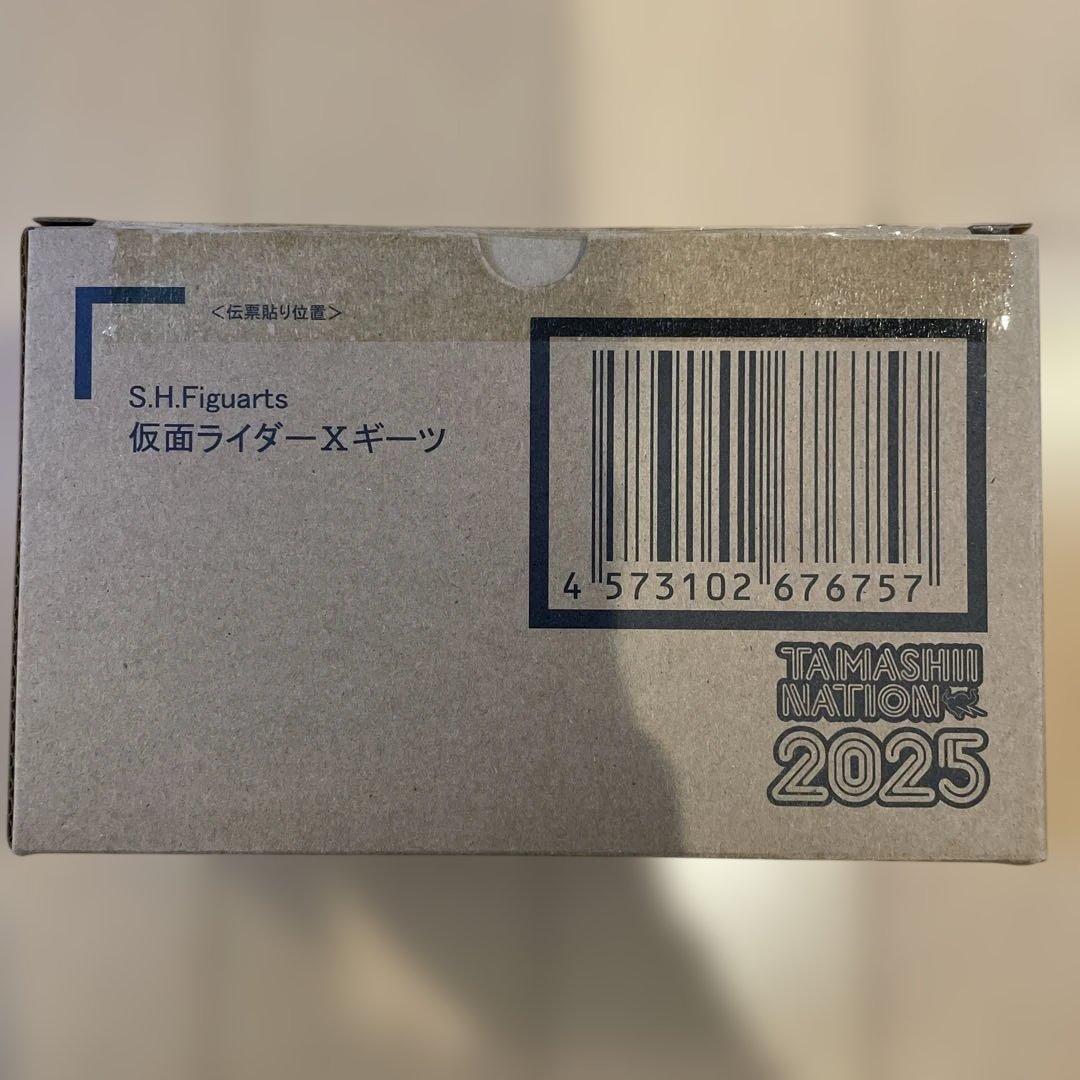 <伝票貼り位置>
S.H.Figuarts
仮面ライダーXギーツ
4 573102 676757
TAMASHII
NATION
2025